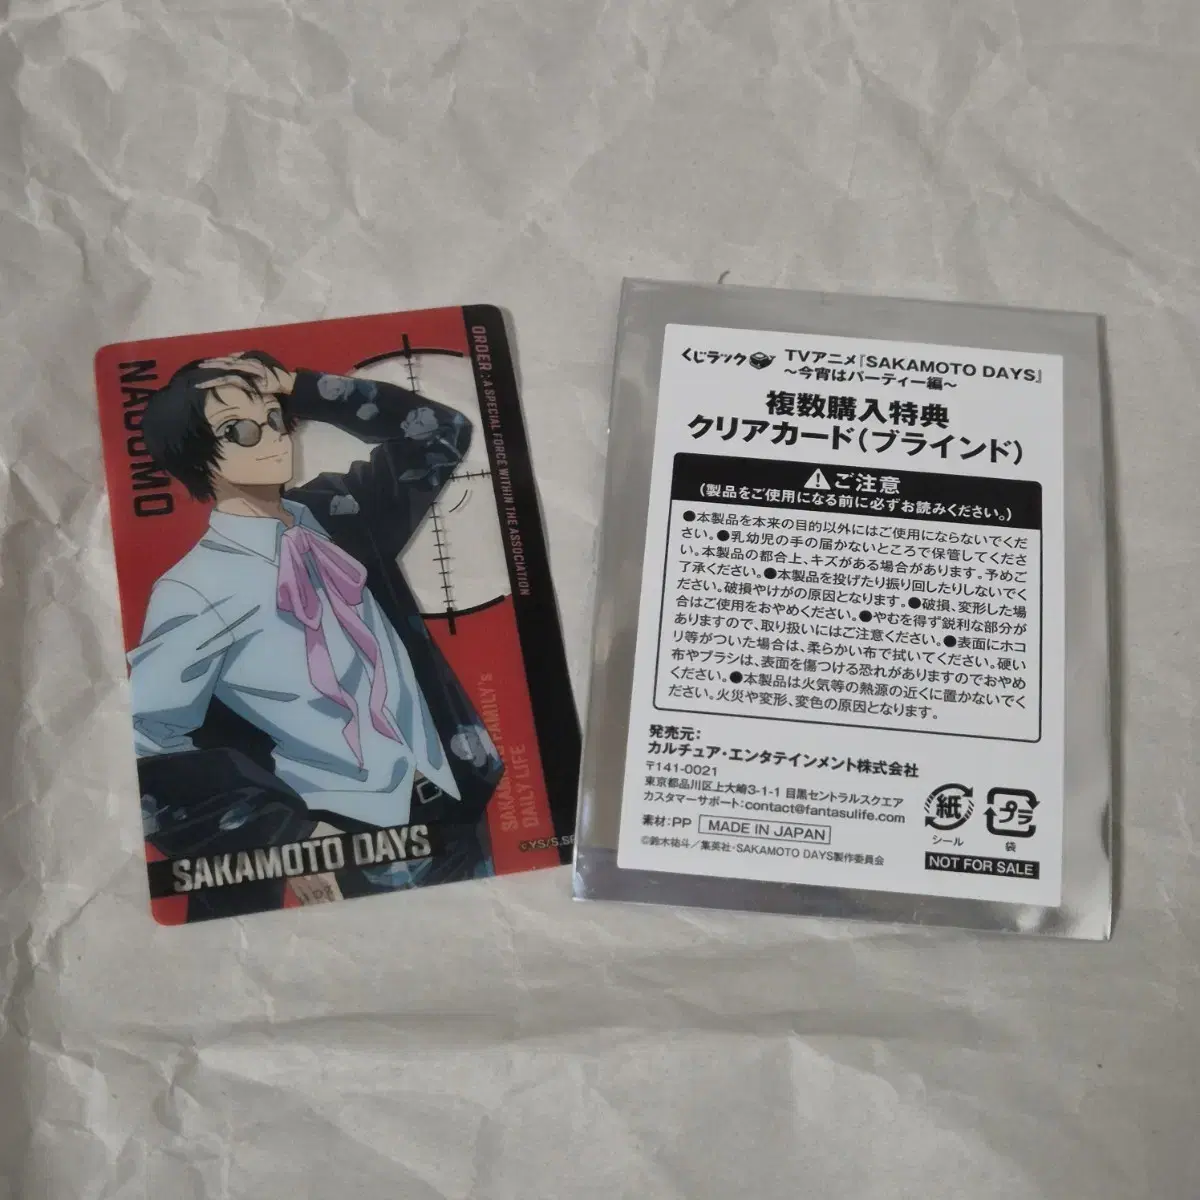 NAGUMO
ORDER: A SPECIAL FORCE WITHIN THE ASSOCIATION
FAMILY's
DAILY LIFE
SAKAMOTO DAYS
くじラック TVアニメ『SAKAMOTO DAYS』
～今宵はパーティー編～
複数購入特典
クリアカード(ブラインド)
ご注意
(製品をご使用になる前に必ずお読みください。)
●本製品を本来の目的以外にはご使用にならないでくだ
さい。●乳幼児の手の届かないところで保管してくださ
い。本製品の都合上、キズがある場合があります。予めご
了承ください。●本製品を投げたり振り回したりしないでく
ださい。破損やけがの原因となります。●破損、変形した場
合はご使用をおやめください。●やむを得ず鋭利な部分が
ありますので、取り扱いにはご注意ください。●表面にホコ
リ等がついた場合は、柔らかい布で拭いてください。硬い
布やブラシは、表面を傷つける恐れがありますのでおやめ
ください。●本製品は火気等の熱源の近くに置かないでく
ださい。火災や変形、変色の原因となります。
発売元:
カルチュア・エンタテインメント株式会社
〒141-0021
東京都品川区上大崎3-1-1 目黒セントラルスクエア
カスタマーサポート:contact@fantasulife.com
素材:PP MADE IN JAPAN
©鈴木祐斗/集英社・SAKAMOTO DAYS製作委員会
紙
シール
プラ
袋
NOT FOR SALE